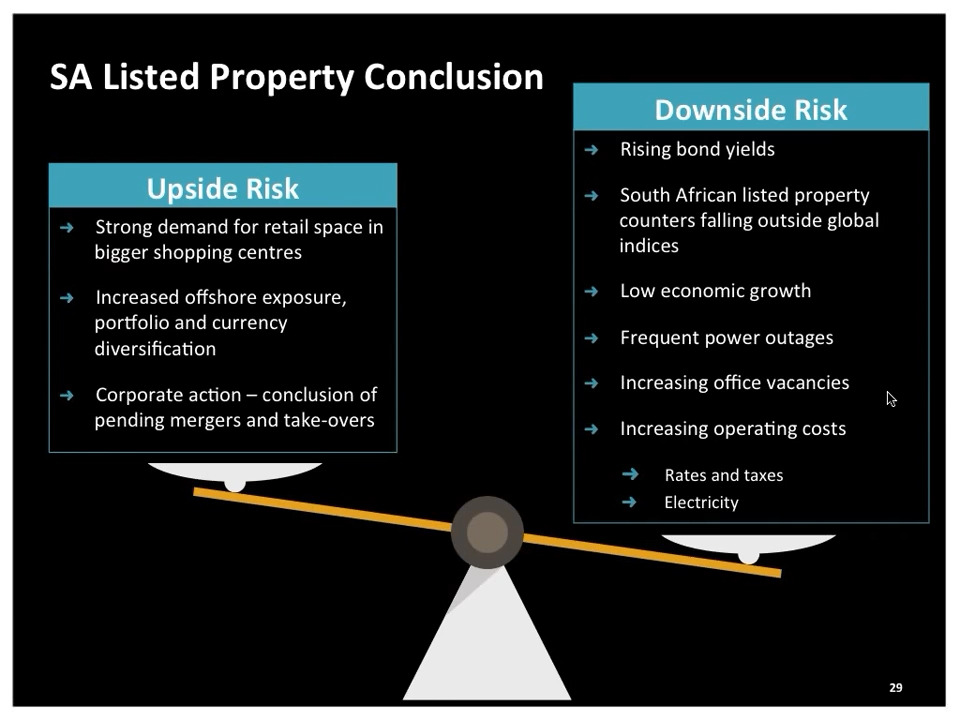 SA Listed Property Conclusion
Upside Risk
➔ Strong demand for retail space in
bigger shopping centres
➔ Increased offshore exposure,
portfolio and currency
diversification
➔ Corporate action – conclusion of
pending mergers and take-overs
Downside Risk
➔ Rising bond yields
➔ South African listed property
counters falling outside global
indices
➔ Low economic growth
➔ Frequent power outages
➔ Increasing office vacancies
➔ Increasing operating costs
➔ Rates and taxes
➔ Electricity
29